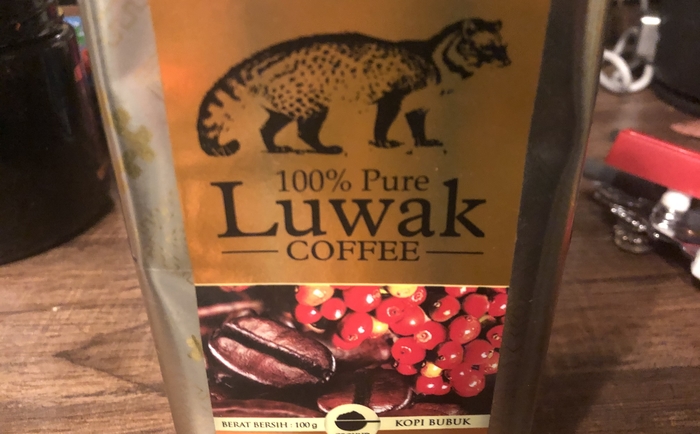 100% Pure
Luwak
COFFEE
BERAT BERSIH : 100 g
KOPI BUBUK